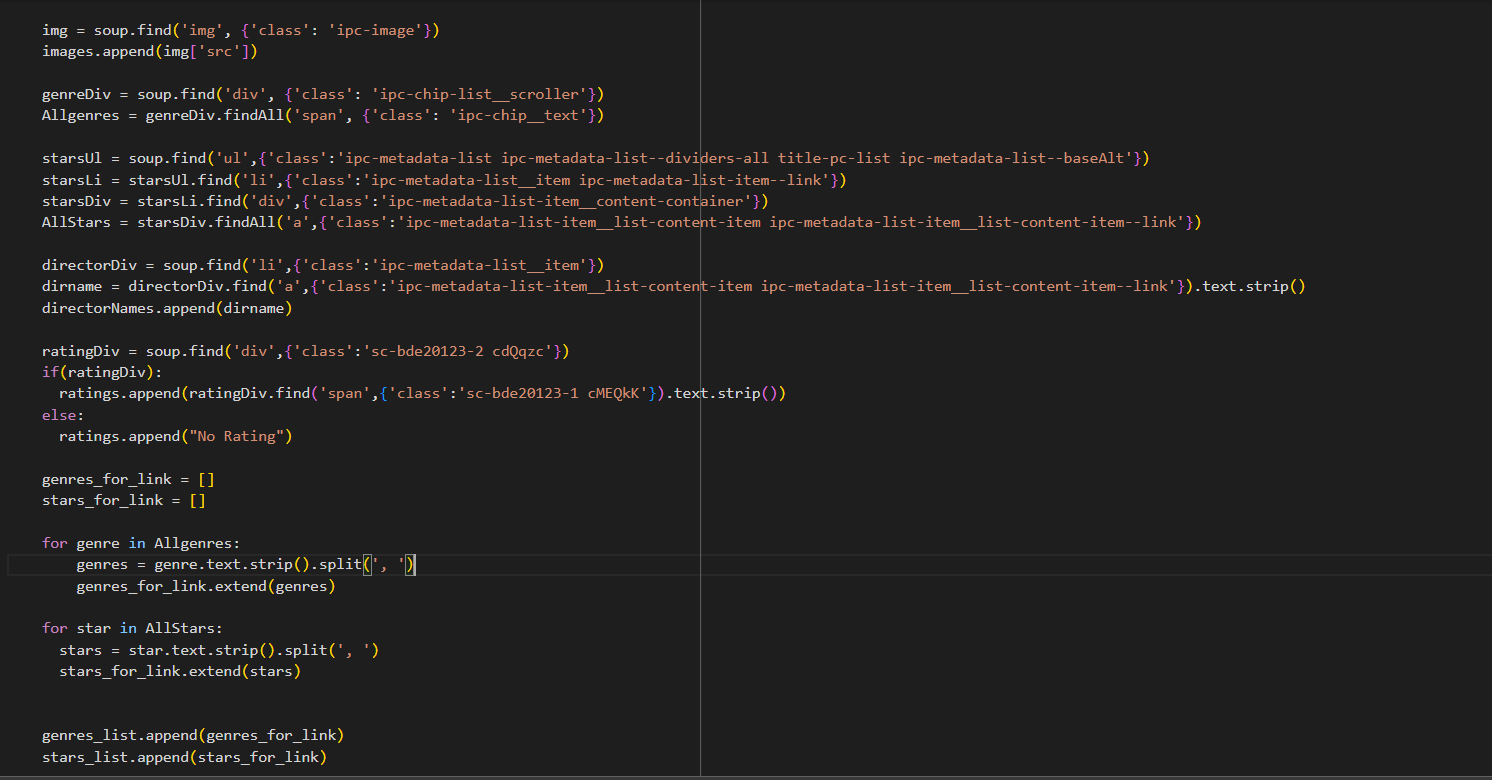 img = soup.find('img', {'class': 'ipc-image'})
images.append(img['src'])
genreDiv = soup.find('div', {'class': 'ipc-chip-list__scroller'})
Allgenres = genreDiv.findAll('span', {'class': 'ipc-chip__text'})
starsUl = soup.find('ul',{'class':'ipc-metadata-list ipc-metadata-list--dividers-all title-pc-list ipc-metadata-list--baseAlt'})
starsLi = starsUl.find('li',{'class':'ipc-metadata-list__item ipc-metadata-list-item--link'})
starsDiv = starsLi.find('div',{'class':'ipc-metadata-list-item__content-container'})
AllStars = starsDiv.findAll('a',{'class':'ipc-metadata-list-item__list-content-item ipc-metadata-list-item__list-content-item--link'})
directorDiv = soup.find('li',{'class':'ipc-metadata-list__item'})
dirname = directorDiv.find('a',{'class':'ipc-metadata-list-item__list-content-item ipc-metadata-list-item__list-content-item--link'}).text.strip()
directorNames.append(dirname)
ratingDiv = soup.find('div',{'class':'sc-bde20123-2 cdQqzc'})
if(ratingDiv):
  ratings.append(ratingDiv.find('span',{'class':'sc-bde20123-1 cMEQkK'}).text.strip())
else:
  ratings.append("No Rating")
genres_for_link = []
stars_for_link = []
for genre in Allgenres:
    genres = genre.text.strip().split(', ')
    genres_for_link.extend(genres)
for star in AllStars:
  stars = star.text.strip().split(', ')
  stars_for_link.extend(stars)
genres_list.append(genres_for_link)
stars_list.append(stars_for_link)